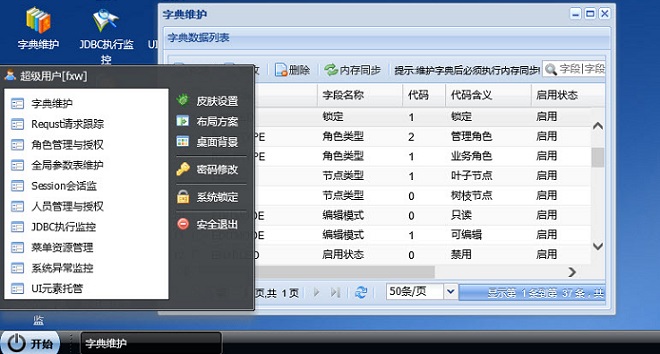 字典维护
JDBC执行监
控
UI
字典维护
字典数据列表
改
删除
内存同步
提示:维护字典后必须执行内存同步
字段|字段
字段名称
代码
代码含义
启用状态
锁定
1
锁定
启用
PE
角色类型
2
管理角色
启用
PE
角色类型
1
业务角色
启用
节点类型
1
叶子节点
启用
节点类型
0
树枝节点
启用
DE
编辑模式
0
只读
启用
DE
编辑模式
1
可编辑
启用
启用状态
0
禁用
启用
页,共 1页
50条/页
显示第 1条到第 37条，共
超级用户[fxw]
字典维护
Requst请求跟踪
角色管理与授权
全局参数表维护
Session会话监
人员管理与授权
JDBC执行监控
菜单资源管理
系统异常监控
UI元素托管
皮肤设置
布局方案
桌面背景
密码修改
系统锁定
安全退出
监
开始
字典维护